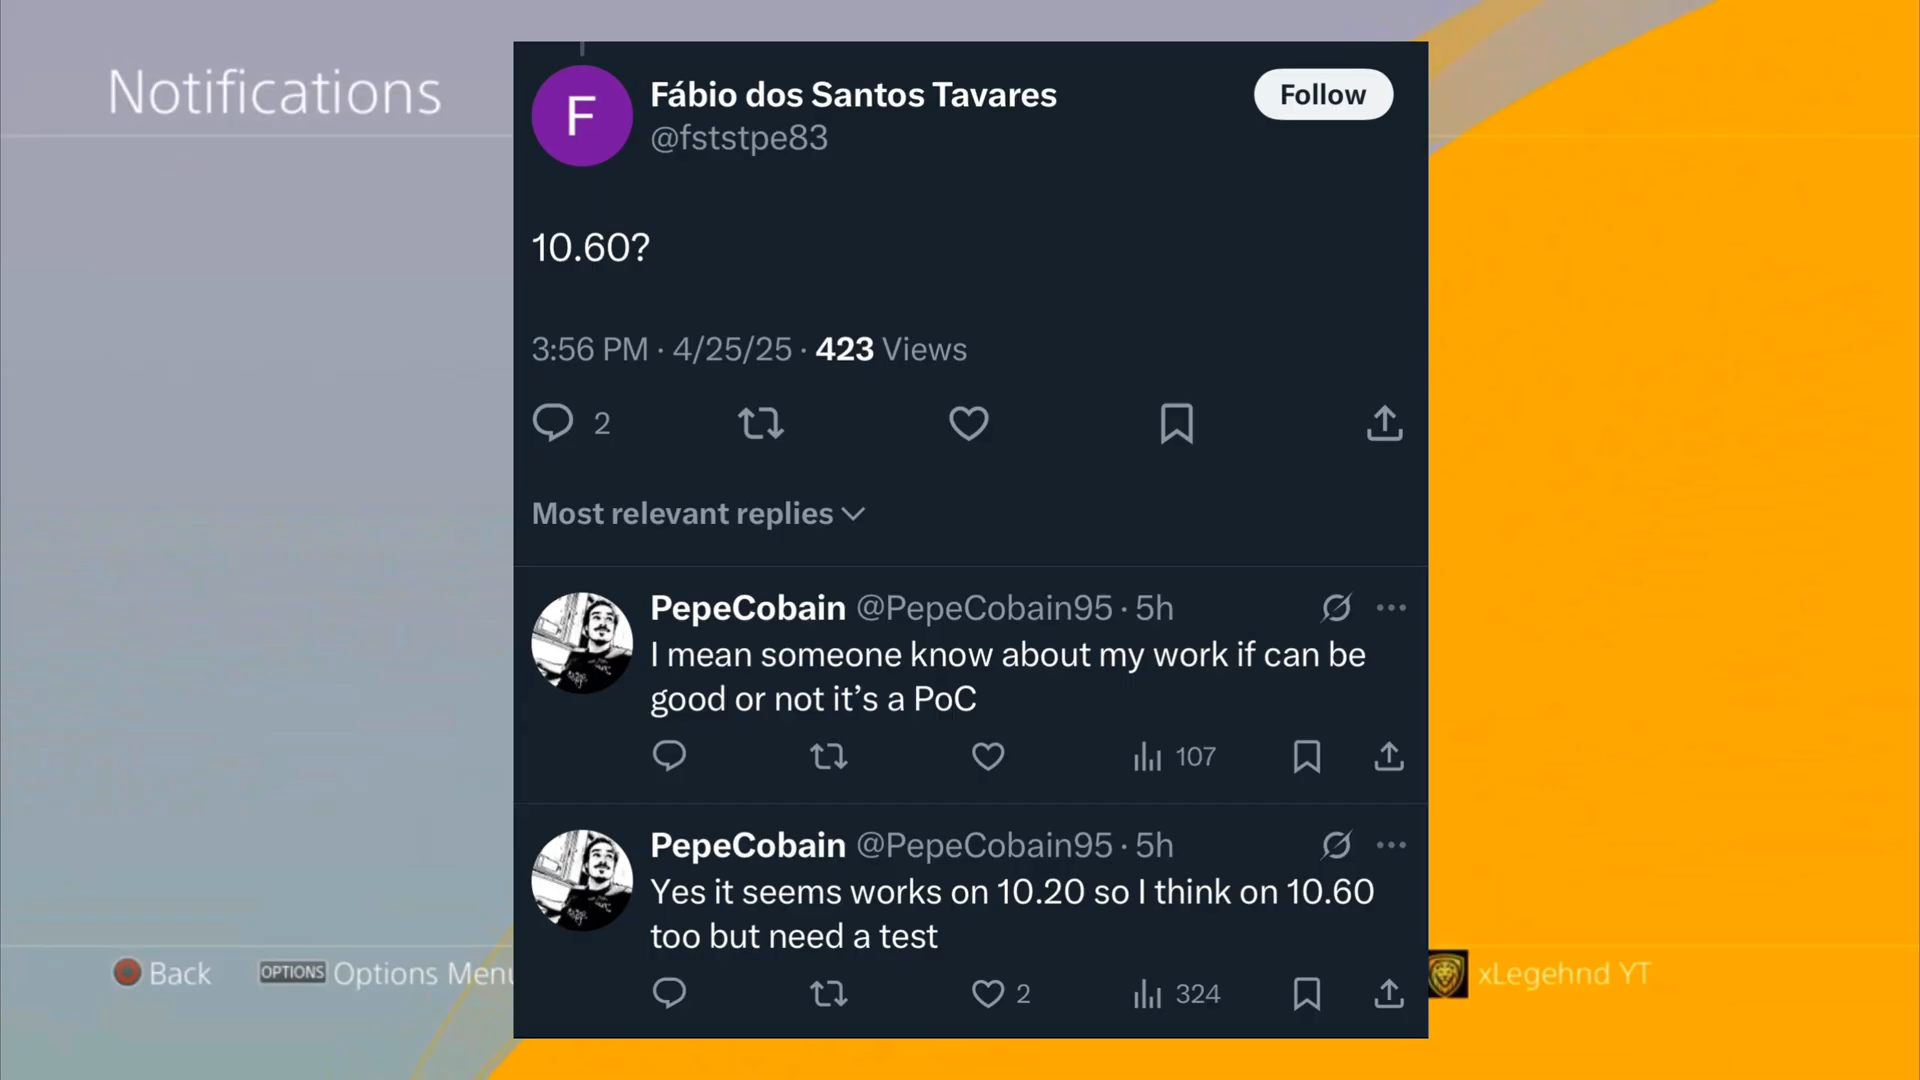 Notifications
F
Fábio dos Santos Tavares
@fststpe83
Follow
10.60?
3:56 PM · 4/25/25 · 423 Views
2
Most relevant replies
PepeCobain @PepeCobain95 · 5h
I mean someone know about my work if can be
good or not it’s a PoC
107
PepeCobain @PepeCobain95 · 5h
Yes it seems works on 10.20 so I think on 10.60
too but need a test
2
324
Back
OPTIONS Options Menu
xLegehnd YT